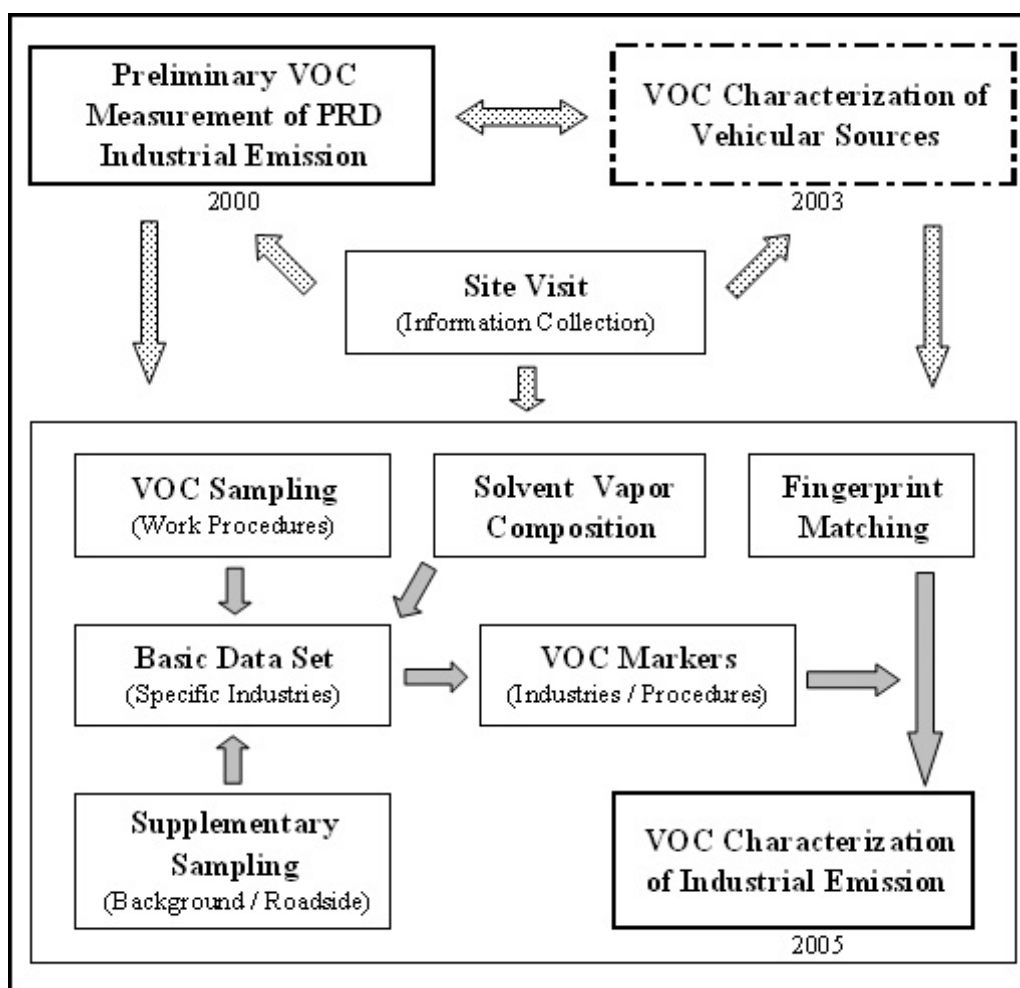 Preliminary VOC
Measurement of PRD
Industrial Emission
2000
VOC Characterization of
Vehicular Sources
2003
Site Visit
(Information Collection)
VOC Sampling
(Work Procedures)
Solvent Vapor
Composition
Fingerprint
Matching
Basic Data Set
(Specific Industries)
VOC Markers
(Industries / Procedures)
Supplementary
Sampling
(Background / Roadside)
VOC Characterization
of Industrial Emission
2005